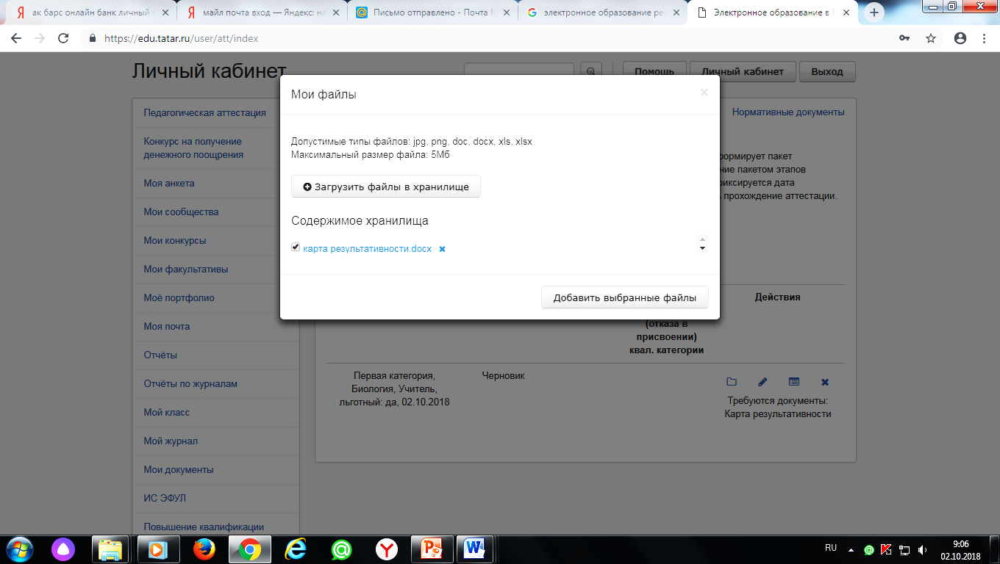 ак барс онлайн банк личный к
майл почта вход — Яндекс: на
Письмо отправлено - Почта M
электронное образование рес
Электронное образование в Р
https://edu.tatar.ru/user/att/index
Личный кабинет
Помощь
Личный кабинет
Выход
Мои файлы
Допустимые типы файлов: jpg, png, doc, docx, xls, xlsx
Максимальный размер файла: 5Мб
Загрузить файлы в хранилище
Содержимое хранилища
карта результативности.docx
Добавить выбранные файлы
Педагогическая аттестация
Конкурс на получение
денежного поощрения
Моя анкета
Мои сообщества
Мои конкурсы
Мои факультативы
Моё портфолио
Моя почта
Отчёты
Отчёты по журналам
Мой класс
Мой журнал
Мои документы
ИС ЭФУЛ
Повышение квалификации
Нормативные документы
ормирует пакет
ние пакетом этапов
иксируется дата
прохождение аттестации.
Действия
(отказа в
присвоении)
квал. категории
Первая категория,
Биология, Учитель,
льготный: да, 02.10.2018
Черновик
Требуются документы:
Карта результативности
RU
9:06
02.10.2018